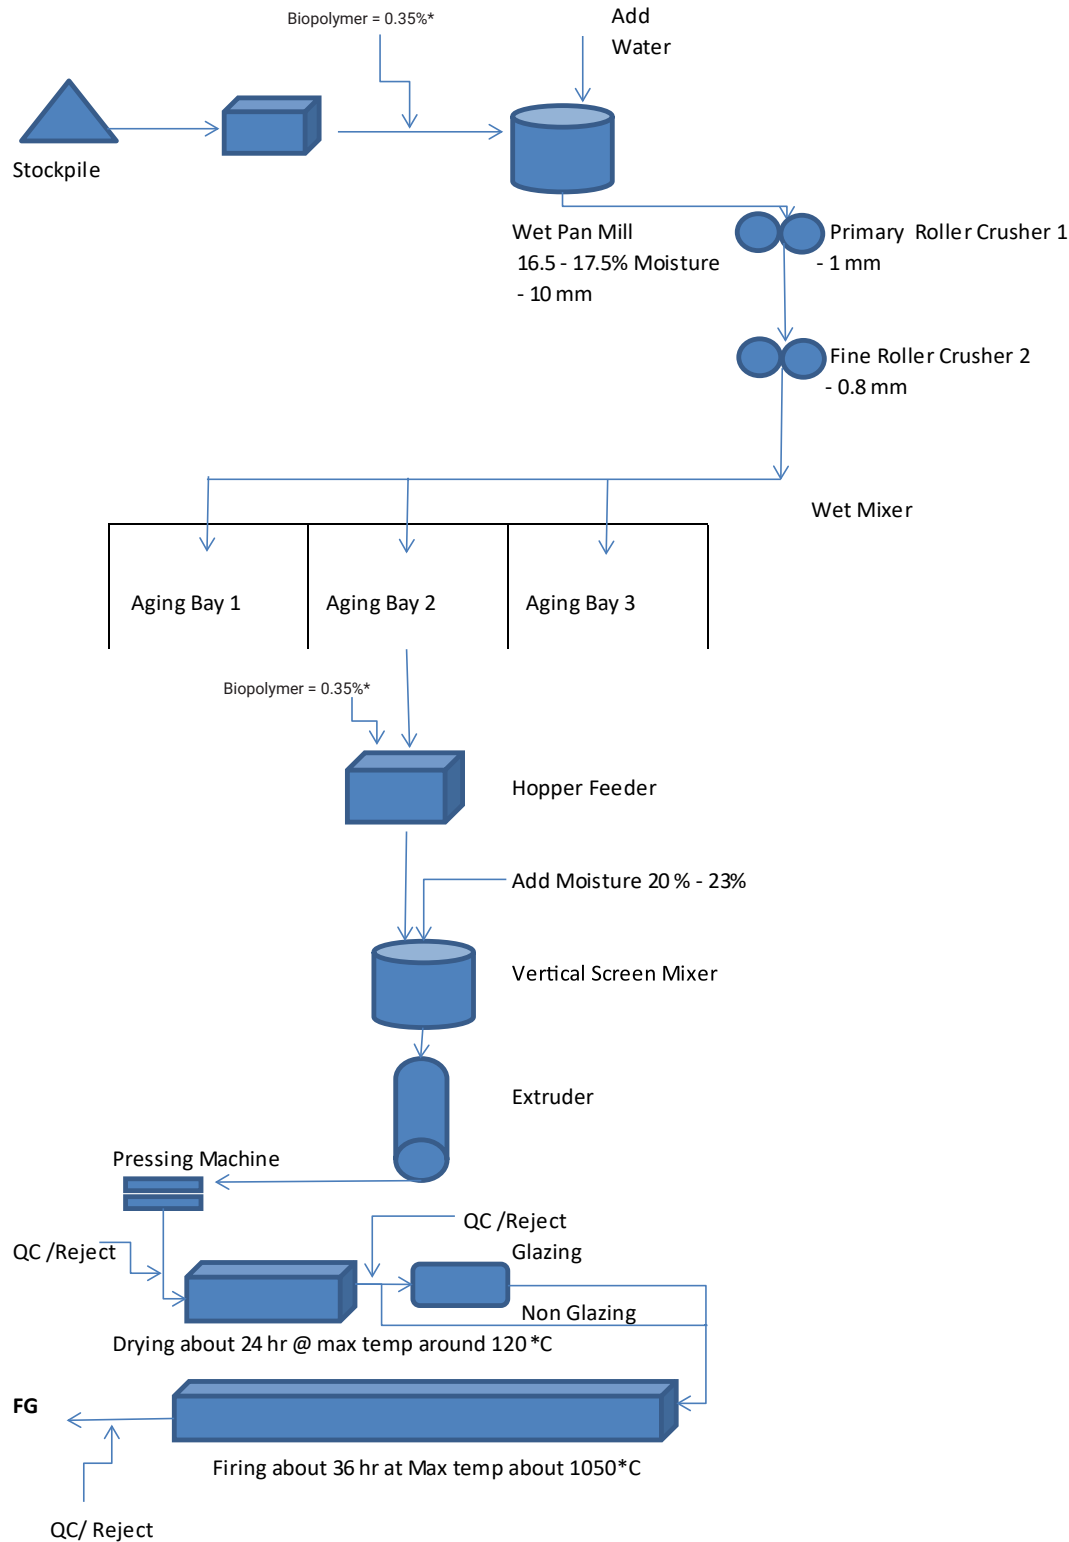 Biopolymer = 0.35%*
Add
Water
Stockpile
Wet Pan Mill
16.5 - 17.5% Moisture
- 10 mm
Primary Roller Crusher 1
- 1 mm
Fine Roller Crusher 2
- 0.8 mm
Wet Mixer
Aging Bay 1
Aging Bay 2
Aging Bay 3
Biopolymer = 0.35%*
Hopper Feeder
Add Moisture 20 % - 23%
Vertical Screen Mixer
Extruder
Pressing Machine
QC /Reject
QC /Reject
Glazing
Non Glazing
Drying about 24 hr @ max temp around 120 *C
FG
Firing about 36 hr at Max temp about 1050*C
QC/ Reject